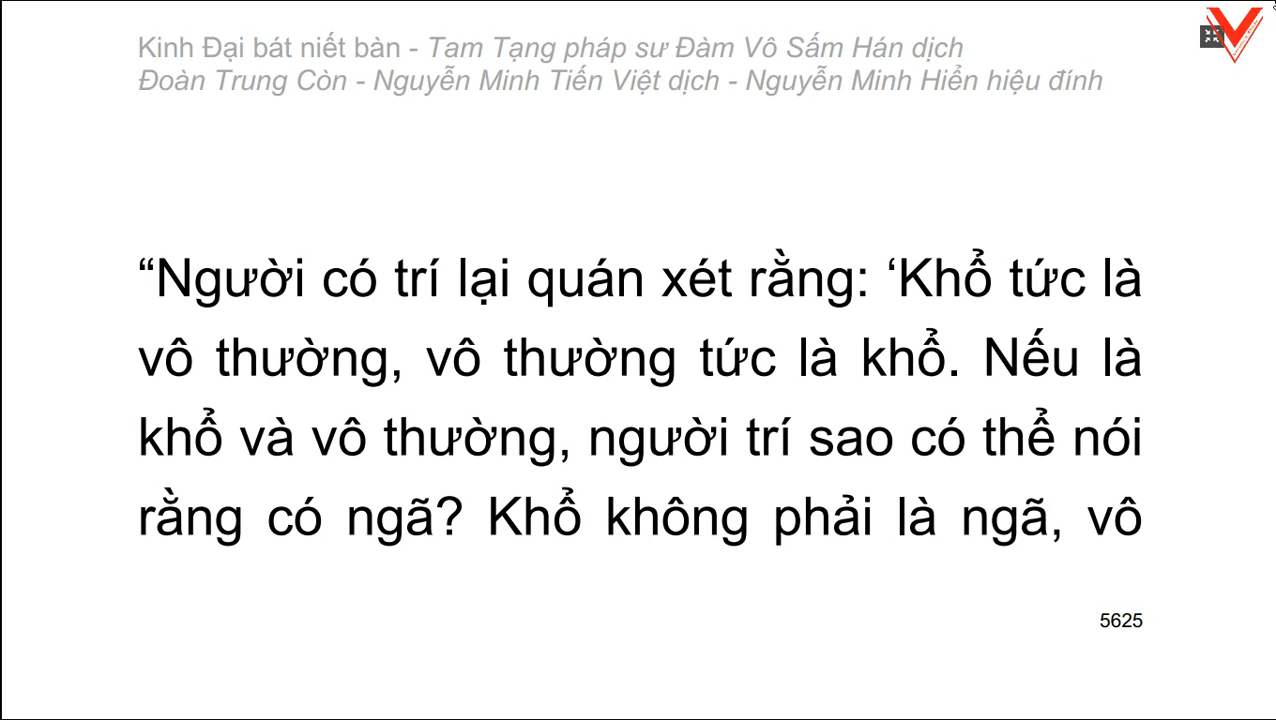 Kinh Đại bát niết bàn - Tam Tạng pháp sư Đàm Vô Sấm Hán dịch
Đoàn Trung Còn - Nguyễn Minh Tiến Việt dịch - Nguyễn Minh Hiển hiệu đính
“Người có trí lại quán xét rằng: ‘Khổ tức là
vô thường, vô thường tức là khổ. Nếu là
khổ và vô thường, người trí sao có thể nói
rằng có ngã? Khổ không phải là ngã, vô
5625